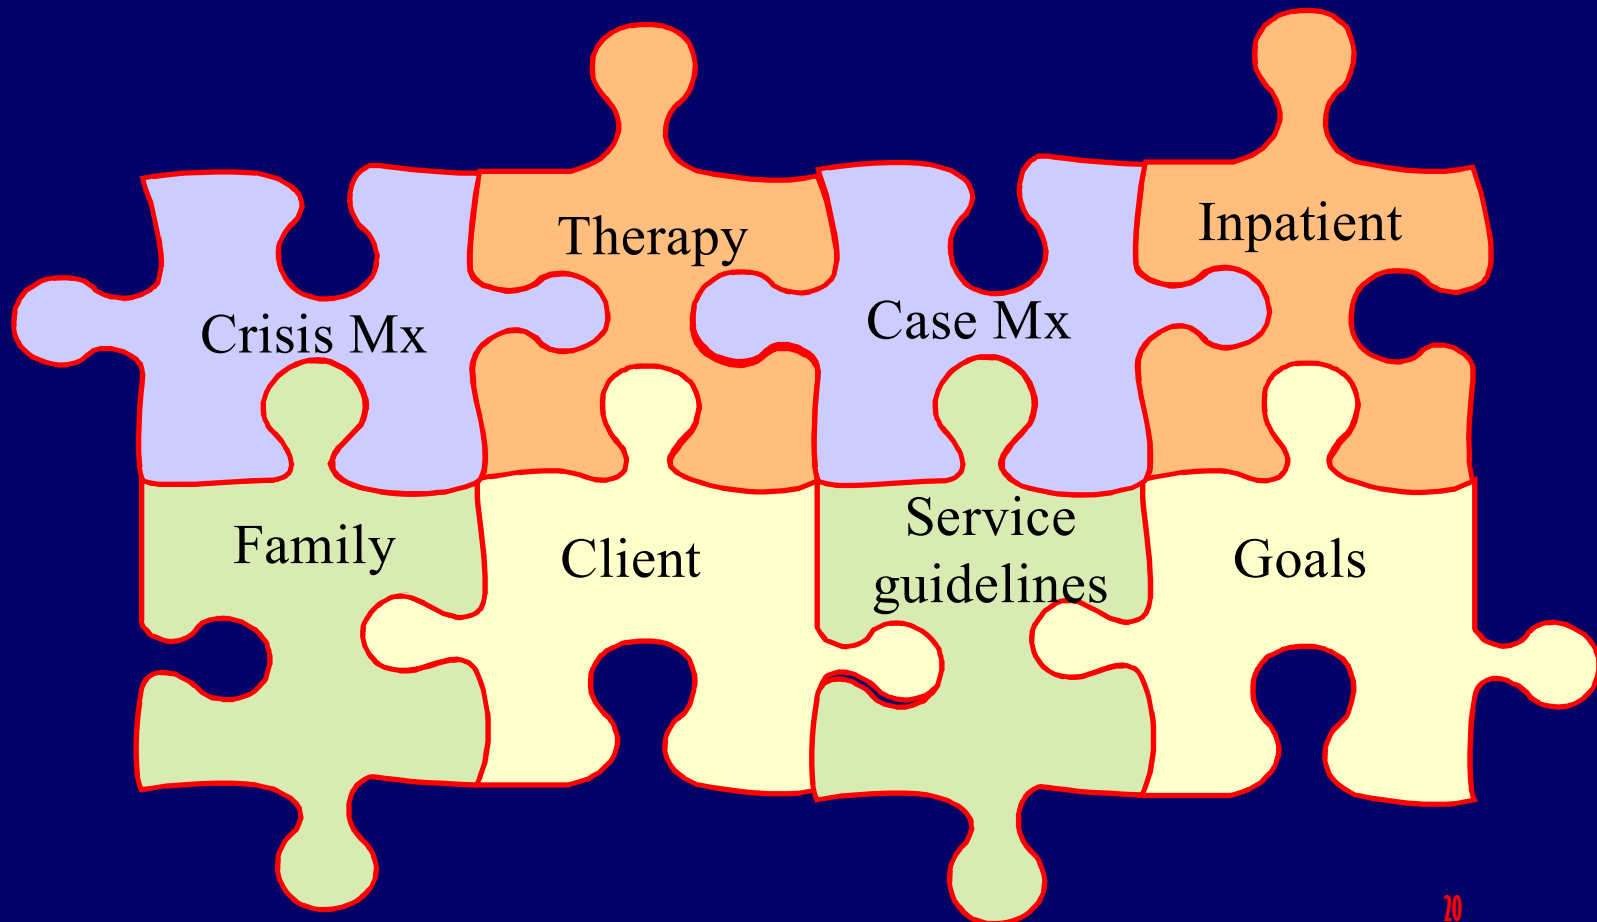 Therapy
Inpatient
Crisis Mx
Case Mx
Family
Client
Service
guidelines
Goals
20